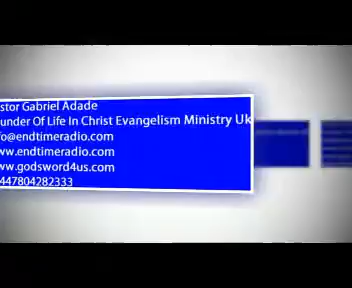 stor Gabriel Adade
under Of Life In Christ Evangelism Ministry Uk
fo@endtimeradio.com
ww.endtimeradio.com
ww.godsword4us.com
447804282333